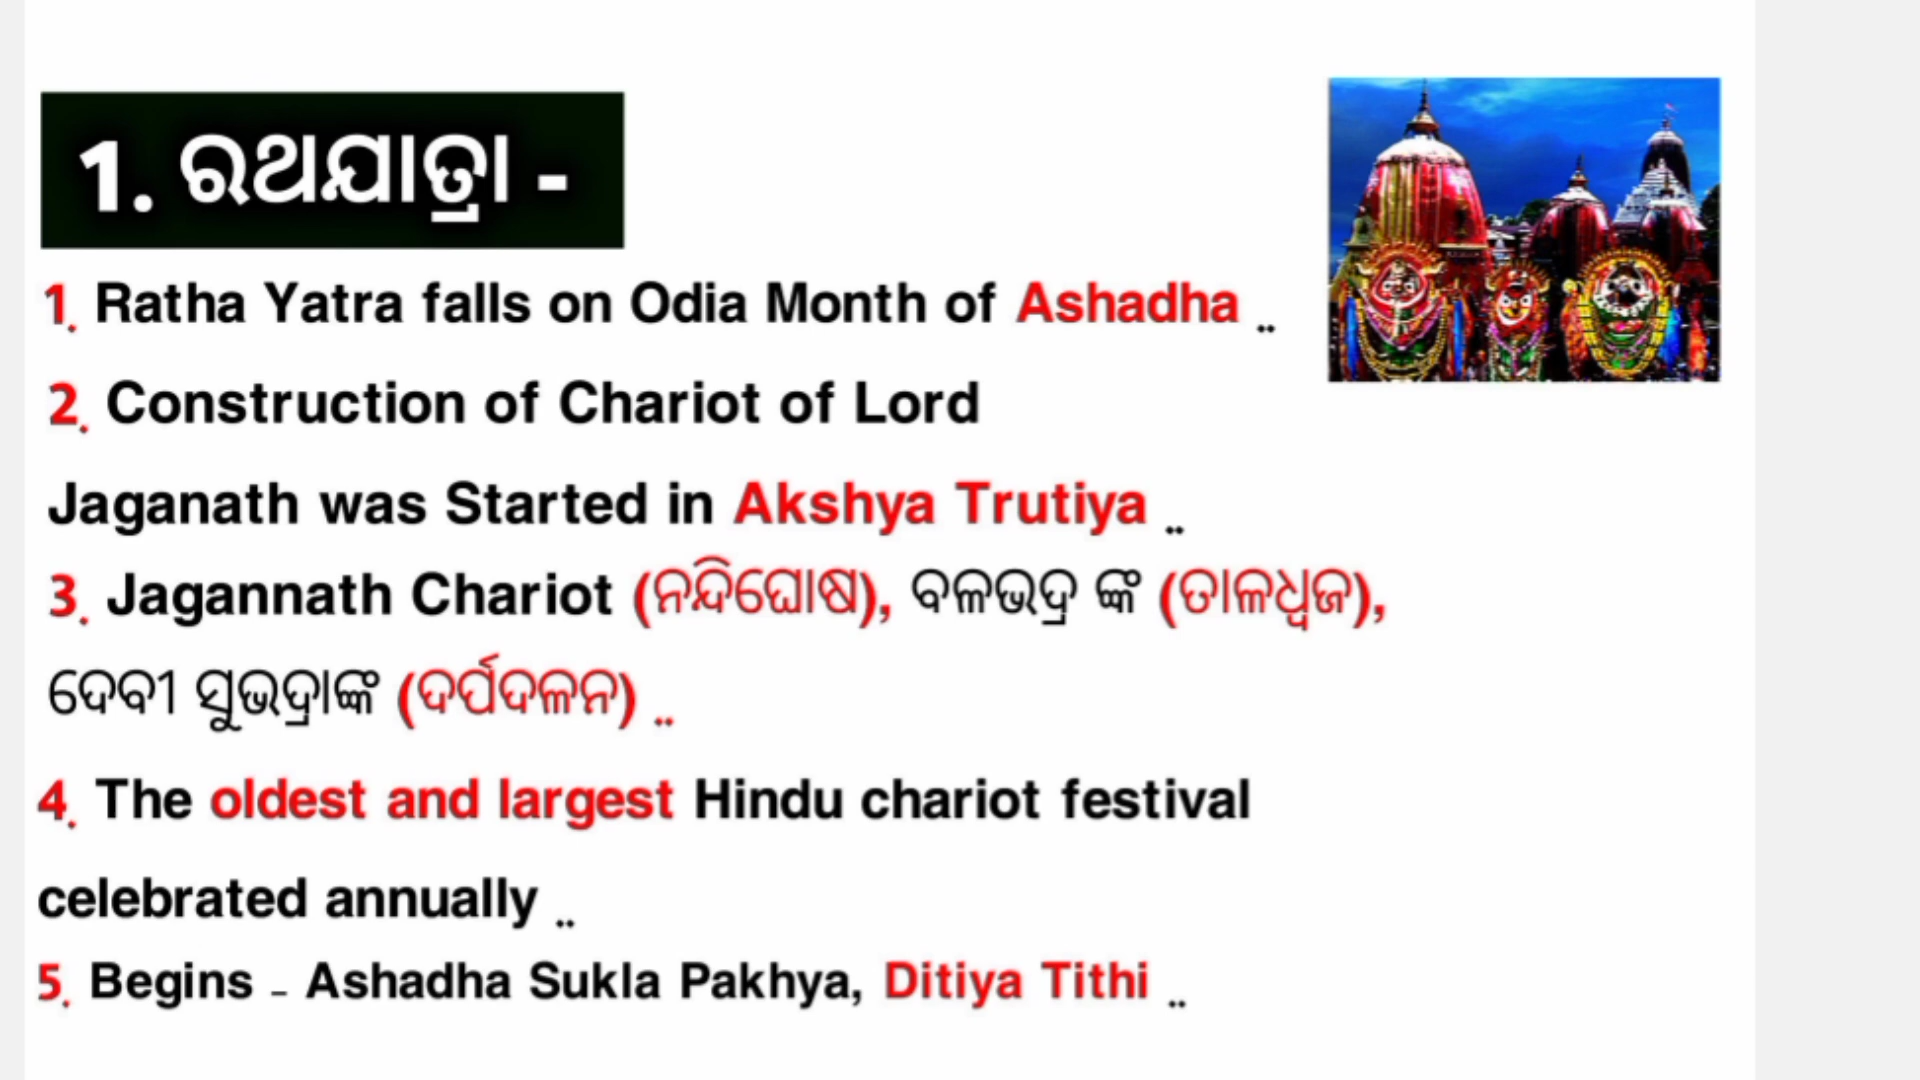 1. ରଥଯାତ୍ରା -
1. Ratha Yatra falls on Odia Month of Ashadha ..
2. Construction of Chariot of Lord
Jaganath was Started in Akshya Trutiya ..
3. Jagannath Chariot (ନନ୍ଦିଘୋଷ), ବଳଭଦ୍ର ଙ୍କ (ତାଳଧ୍ୱଜ),
ଦେବୀ ସୁଭଦ୍ରାଙ୍କ (ଦର୍ପଦଳନ) ..
4. The oldest and largest Hindu chariot festival
celebrated annually ..
5. Begins - Ashadha Sukla Pakhya, Ditiya Tithi ..